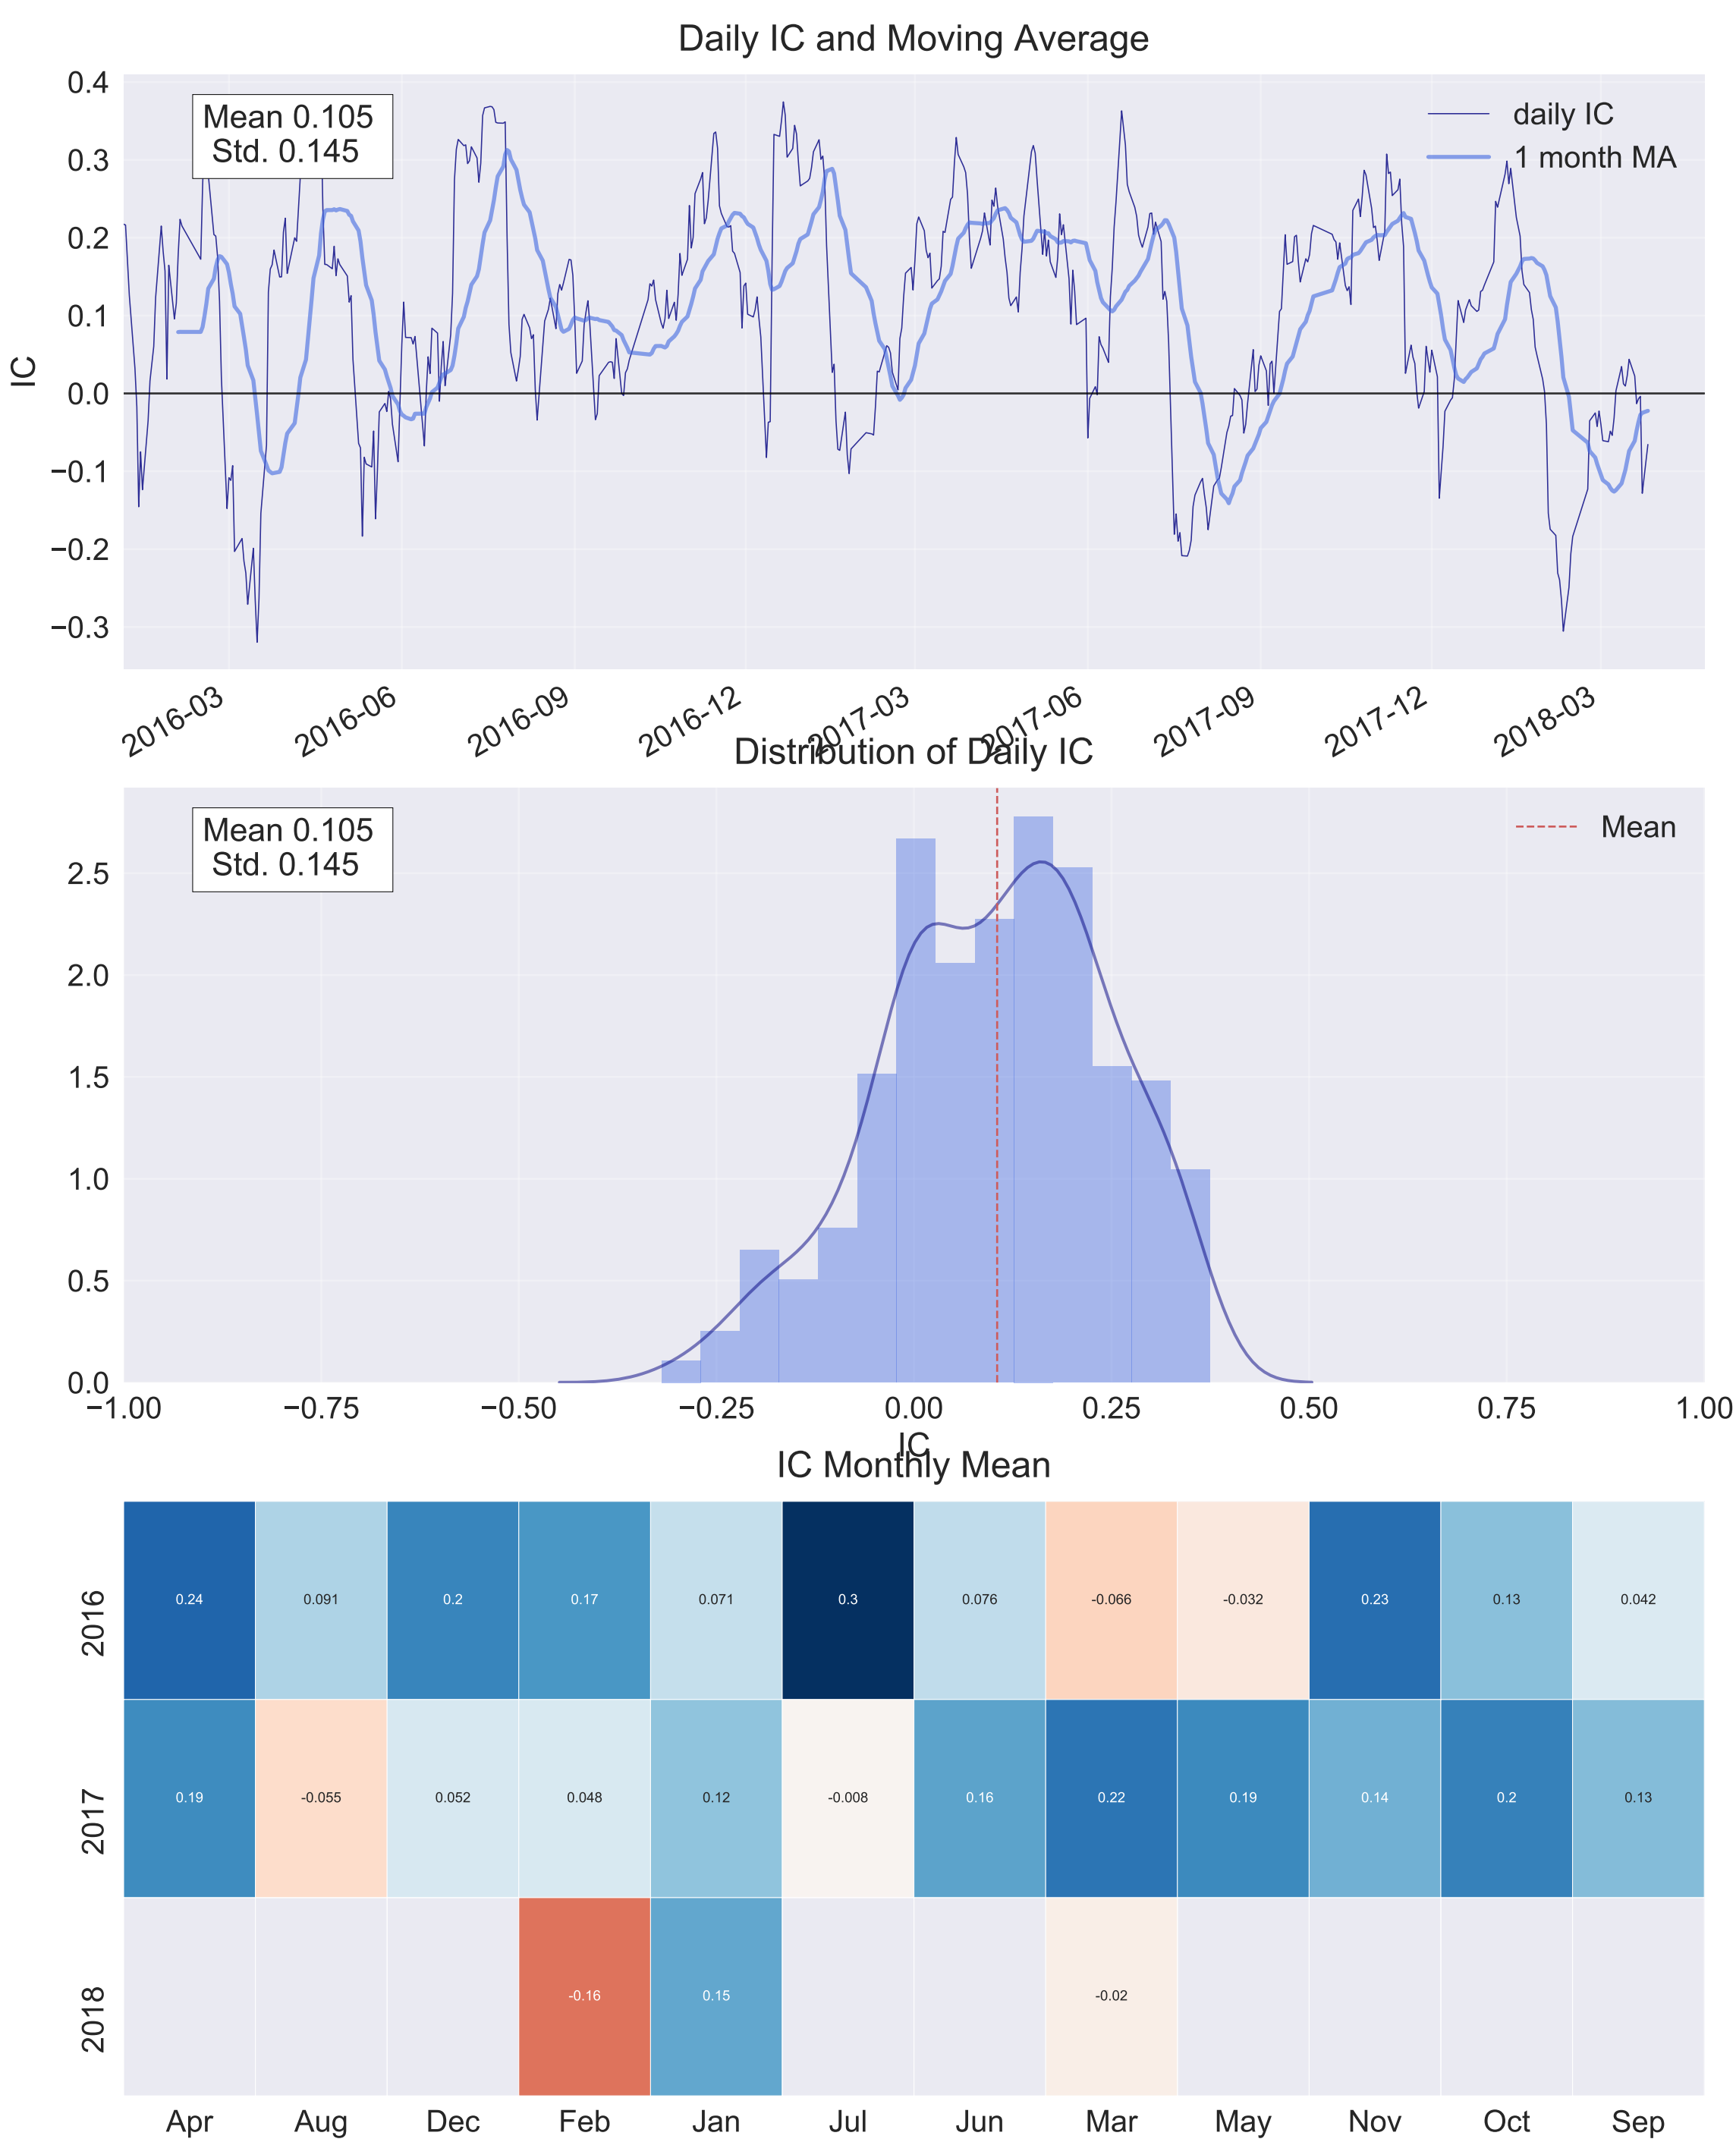 Daily IC and Moving Average
0.4
0.3
0.2
0.1
0.0
−0.1
−0.2
−0.3
IC
Mean 0.105
Std. 0.145
daily IC
1 month MA
2016-03
2016-06
2016-09
2016-12
2017-03
2017-06
2017-09
2017-12
2018-03
Distribution of Daily IC
Mean 0.105
Std. 0.145
Mean
2.5
2.0
1.5
1.0
0.5
0.0
−1.00 −0.75 −0.50 −0.25 0.00 0.25 0.50 0.75 1.00
IC
IC Monthly Mean
2016 0.24 0.091 0.2 0.17 0.071 0.3 0.076 -0.066 -0.032 0.23 0.13 0.042
2017 0.19 -0.055 0.052 0.048 0.12 -0.008 0.16 0.22 0.19 0.14 0.2 0.13
2018 -0.16 0.15 -0.02
Apr Aug Dec Feb Jan Jul Jun Mar May Nov Oct Sep